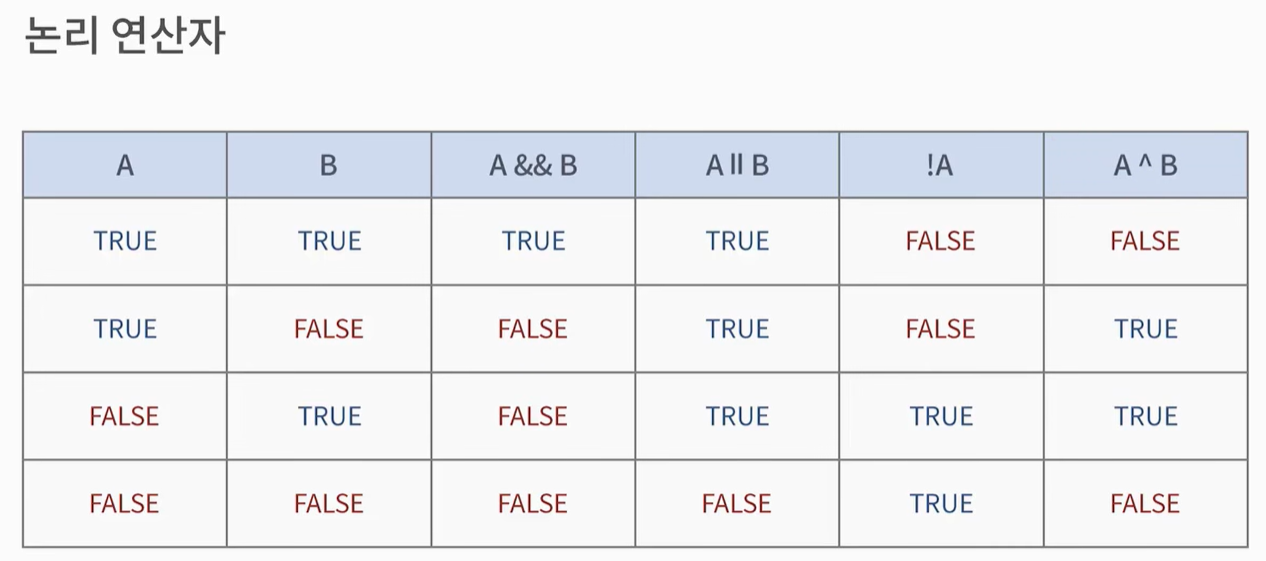 논리 연산자
A B A && B A || B !A A ^ B
TRUE TRUE TRUE TRUE FALSE FALSE
TRUE FALSE FALSE TRUE FALSE TRUE
FALSE TRUE FALSE TRUE TRUE TRUE
FALSE FALSE FALSE FALSE TRUE FALSE